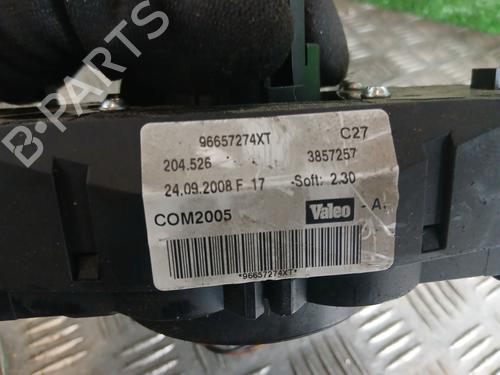 B-PARTS
96657274XT C27
204.526 3857257
24.09.2008 F 17 -Soft: 2.30
COM2005 Valeo -A.
*96657274XT*